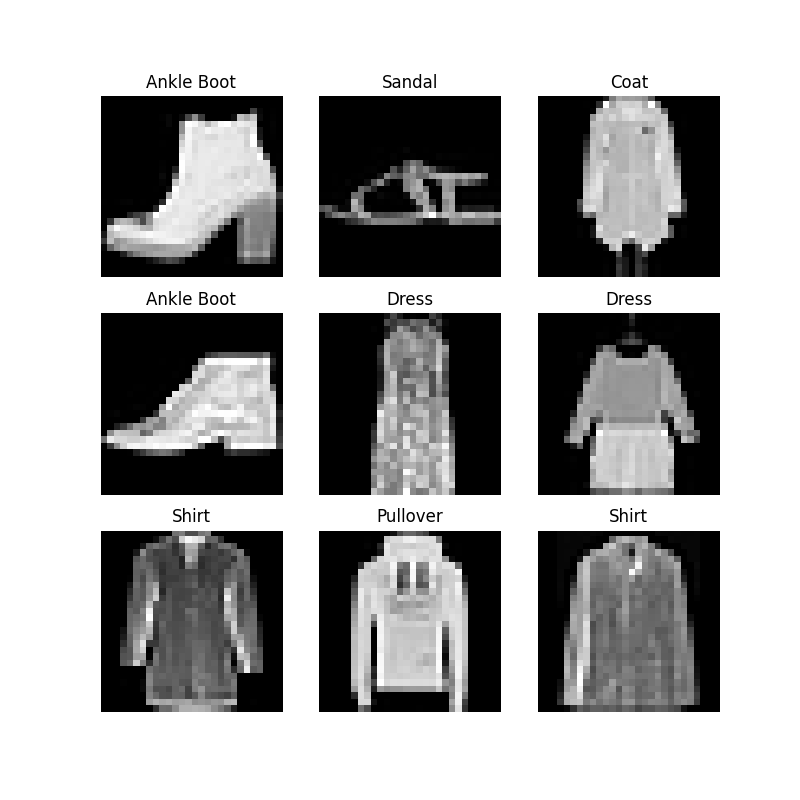 Ankle Boot
Sandal
Coat
Ankle Boot
Dress
Dress
Shirt
Pullover
Shirt